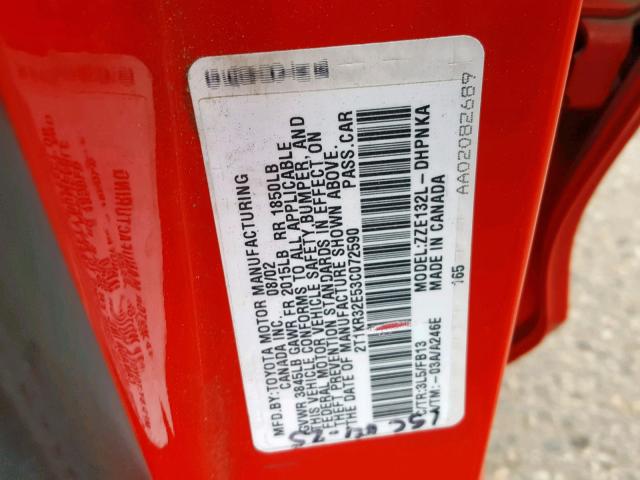 MFD.BY:TOYOTA MOTOR MANUFACTURING
CANADA INC. 08/02
GVWR 3845LB GAWR FR 2015LB RR 1850LB
THIS VEHICLE CONFORMS TO ALL APPLICABLE
FEDERAL MOTOR VEHICLE SAFETY, BUMPER, AND
THEFT PREVENTION STANDARDS IN EFFECT ON
THE DATE OF MANUFACTURE SHOWN ABOVE.
2T1KR32E53C072590 PASS.CAR
C/TR:3L5/FB13 MODEL:ZZE132L-DHPNKA
A/TM:-03A/A246E MADE IN CANADA
165 AA02082689